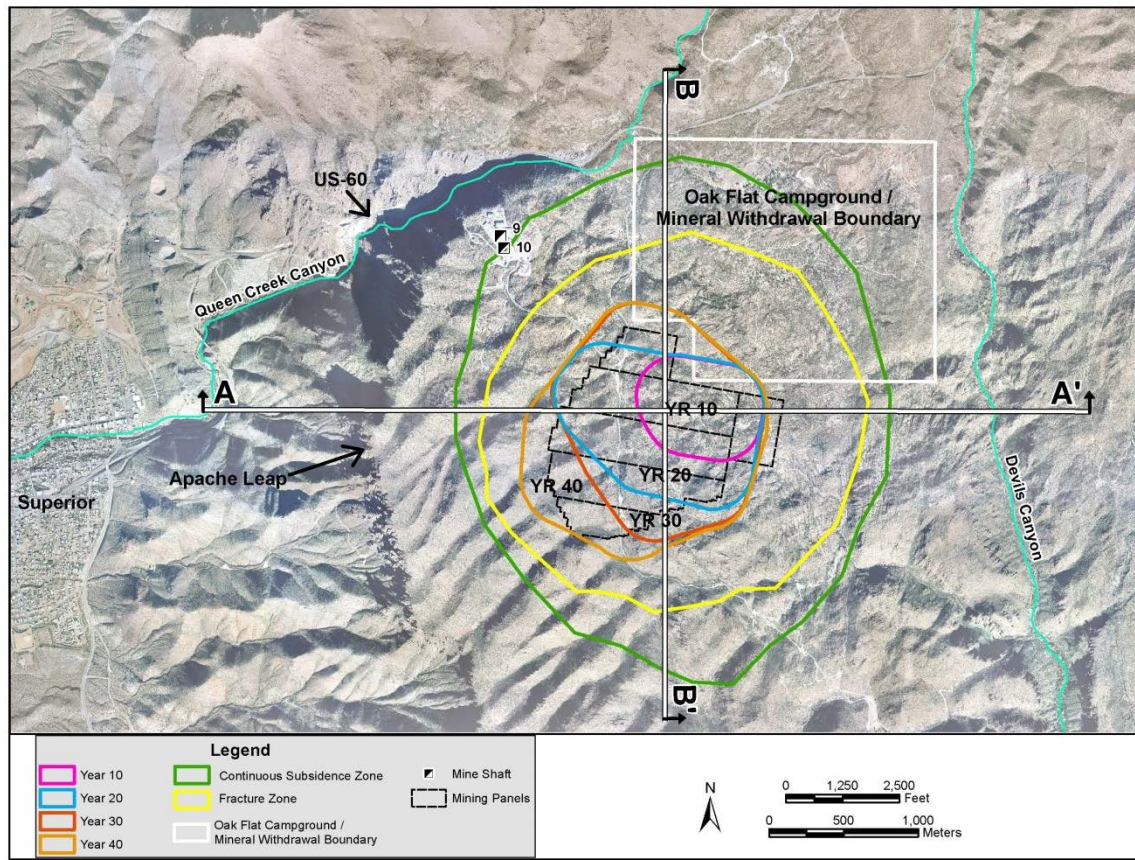 B
US-60
Oak Flat Campground /
Mineral Withdrawal Boundary
9
10
Queen Creek Canyon
A
A'
YR 10
Apache Leap
YR 20
YR 40
Superior
YR 30
Devils Canyon
B'
Legend
Year 10
Year 20
Year 30
Year 40
Continuous Subsidence Zone
Fracture Zone
Oak Flat Campground /
Mineral Withdrawal Boundary
Mine Shaft
Mining Panels
N
0 1,250 2,500
Feet
0 500 1,000
Meters